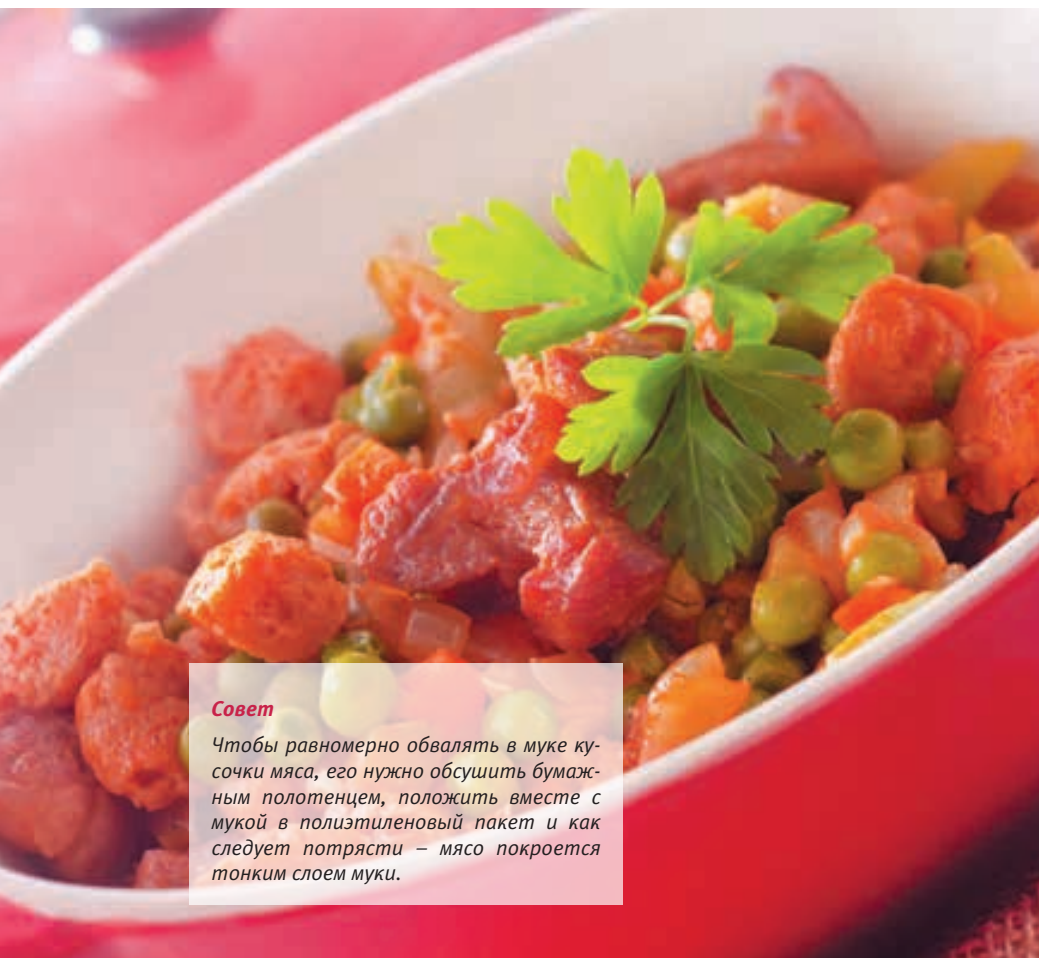 Совет
Чтобы равномерно обвалять в муке ку-
сочки мяса, его нужно обсушить бумаж-
ным полотенцем, положить вместе с
мукой в полиэтиленовый пакет и как
следует потрясти – мясо покроется
тонким слоем муки.